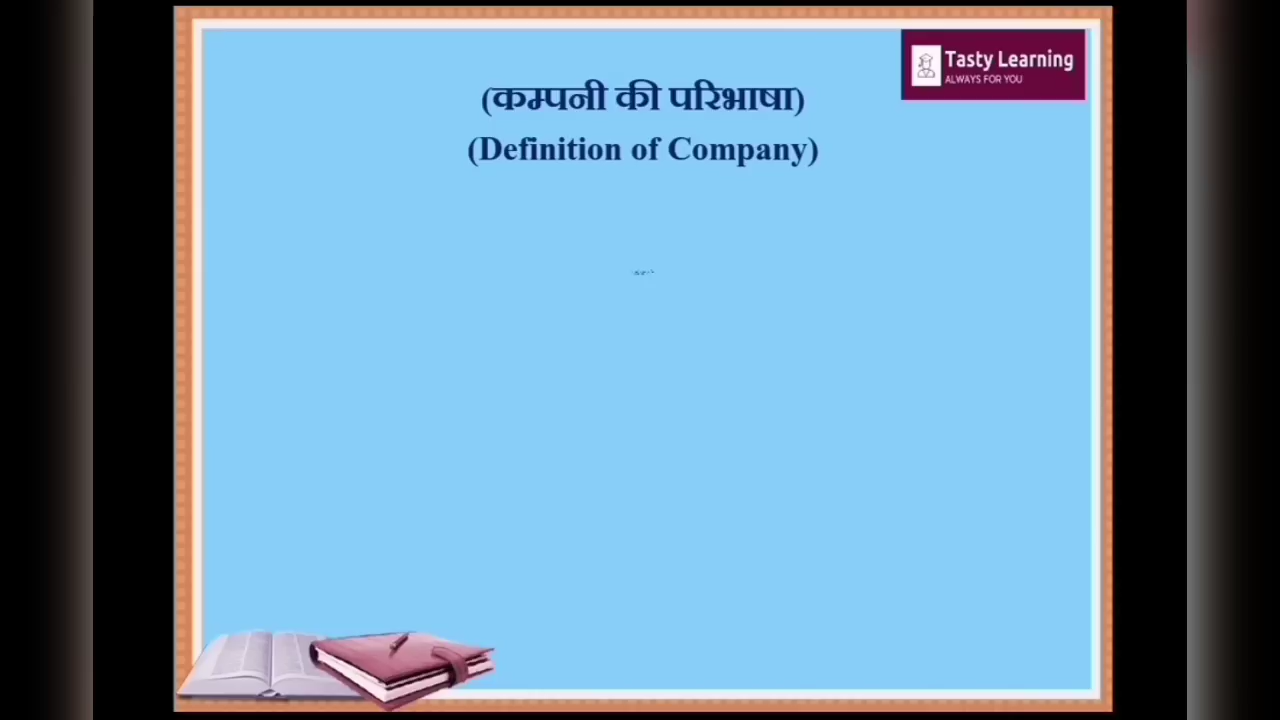 Tasty Learning
ALWAYS FOR YOU
(कम्पनी की परिभाषा)
(Definition of Company)